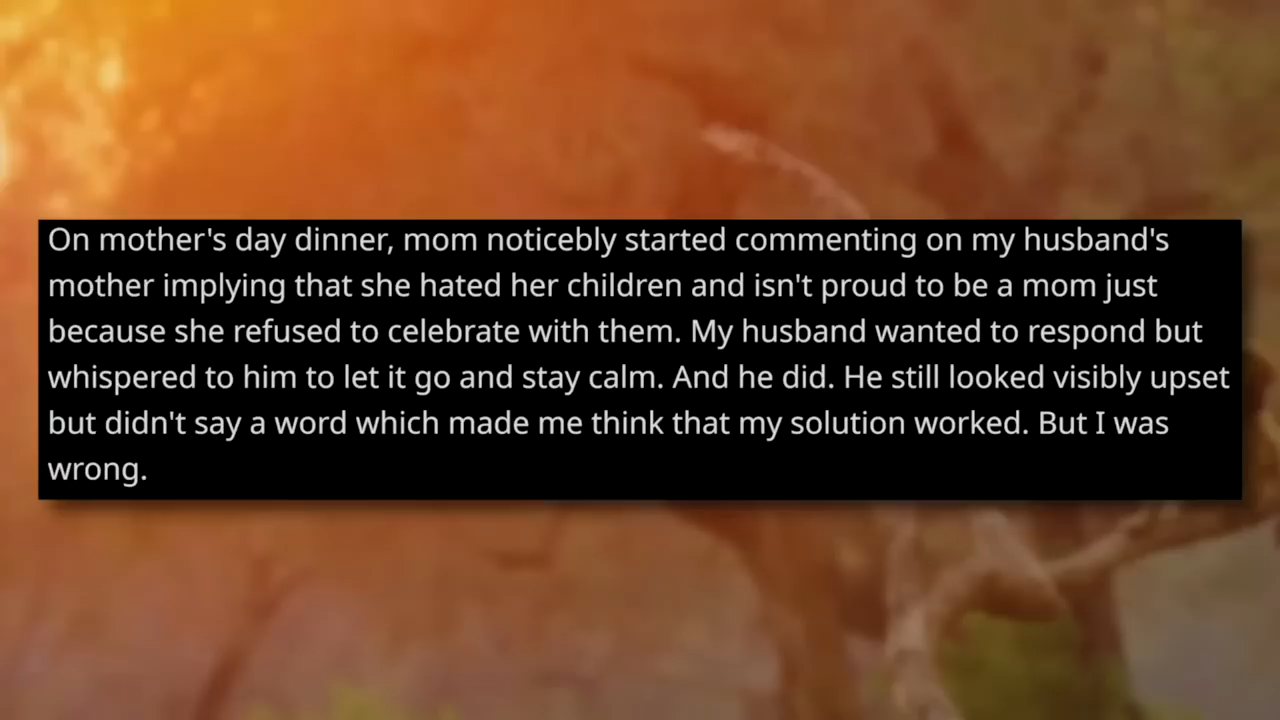 On mother's day dinner, mom noticebly started commenting on my husband's
mother implying that she hated her children and isn't proud to be a mom just
because she refused to celebrate with them. My husband wanted to respond but
whispered to him to let it go and stay calm. And he did. He still looked visibly upset
but didn't say a word which made me think that my solution worked. But I was
wrong.